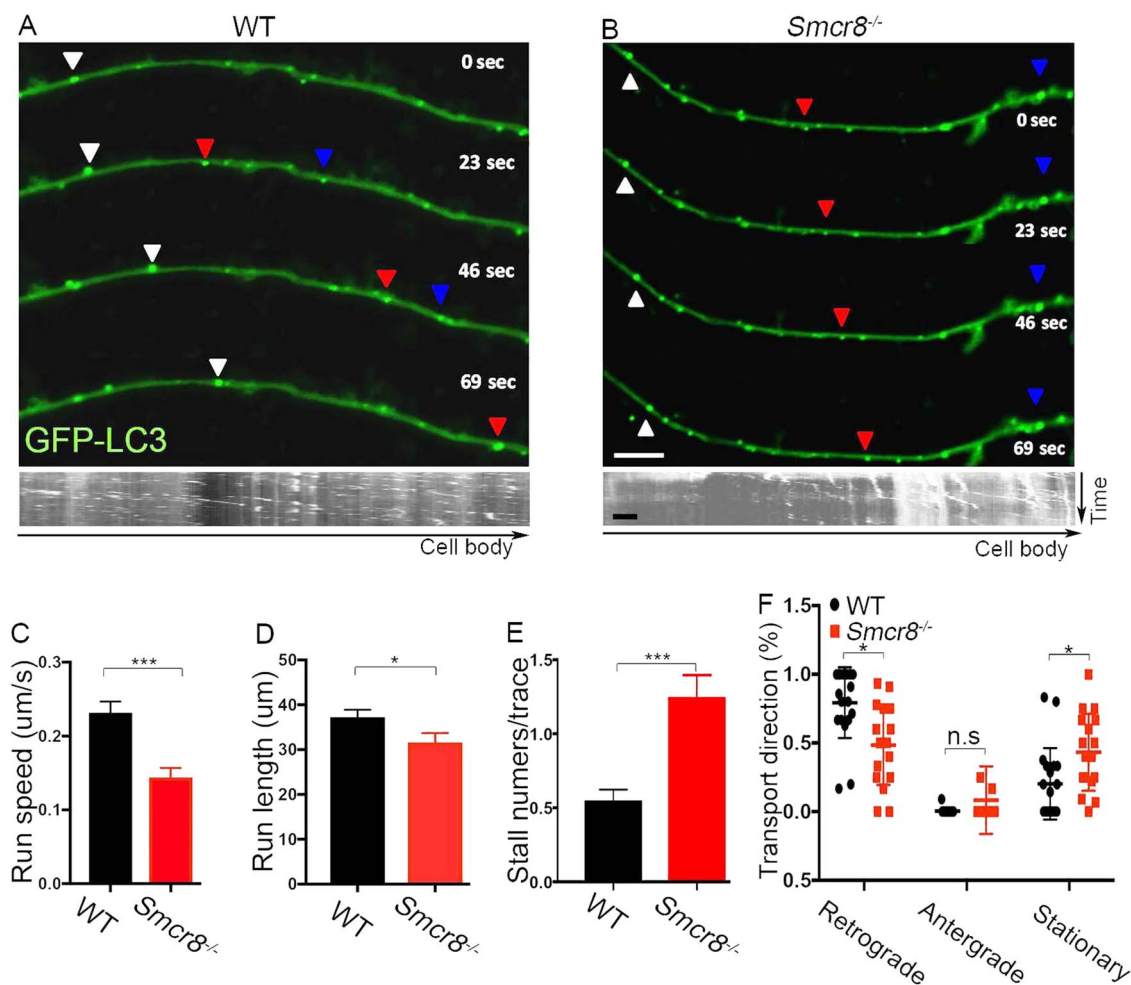 A
WT
0 sec
23 sec
46 sec
69 sec
GFP-LC3
Cell body
B
Smcr8-/-
0 sec
23 sec
46 sec
69 sec
Time
Cell body
C
Run speed (um/s)
0.3
0.2
0.1
0.0
***
WT
Smcr8-/-
D
Run length (um)
50
40
30
20
10
0
*
WT
Smcr8-/-
E
Stall numers/trace
1.5
1.0
0.5
0.0
***
WT
Smcr8-/-
F
WT
Smcr8-/-
Transport direction (%)
1.5
1.0
0.5
0.0
0.5
*
n.s
*
Retrograde
Antergrade
Stationary